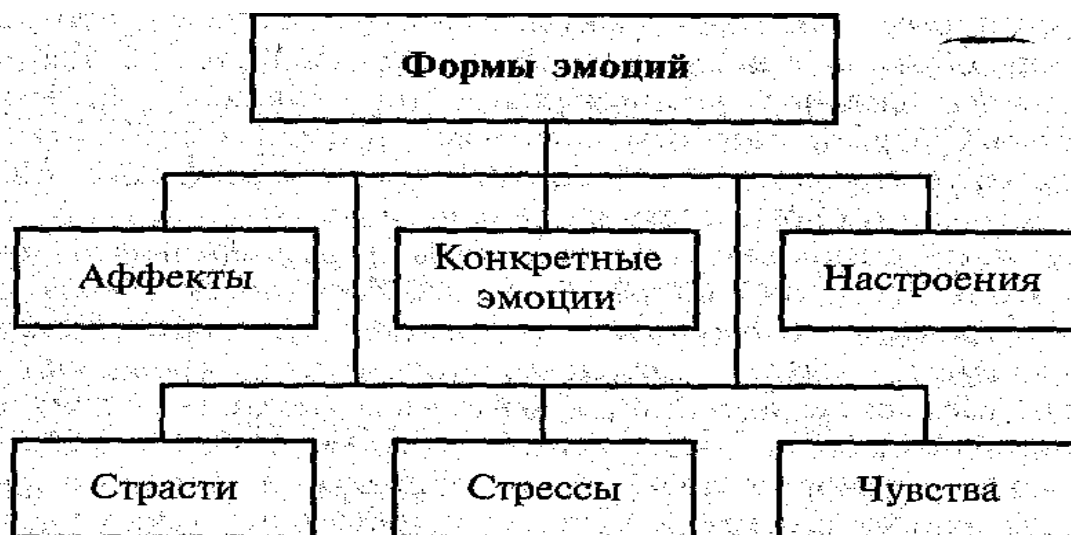 Формы эмоций
Аффекты
Конкретные
эмоции
Настроения
Страсти
Стрессы
Чувства